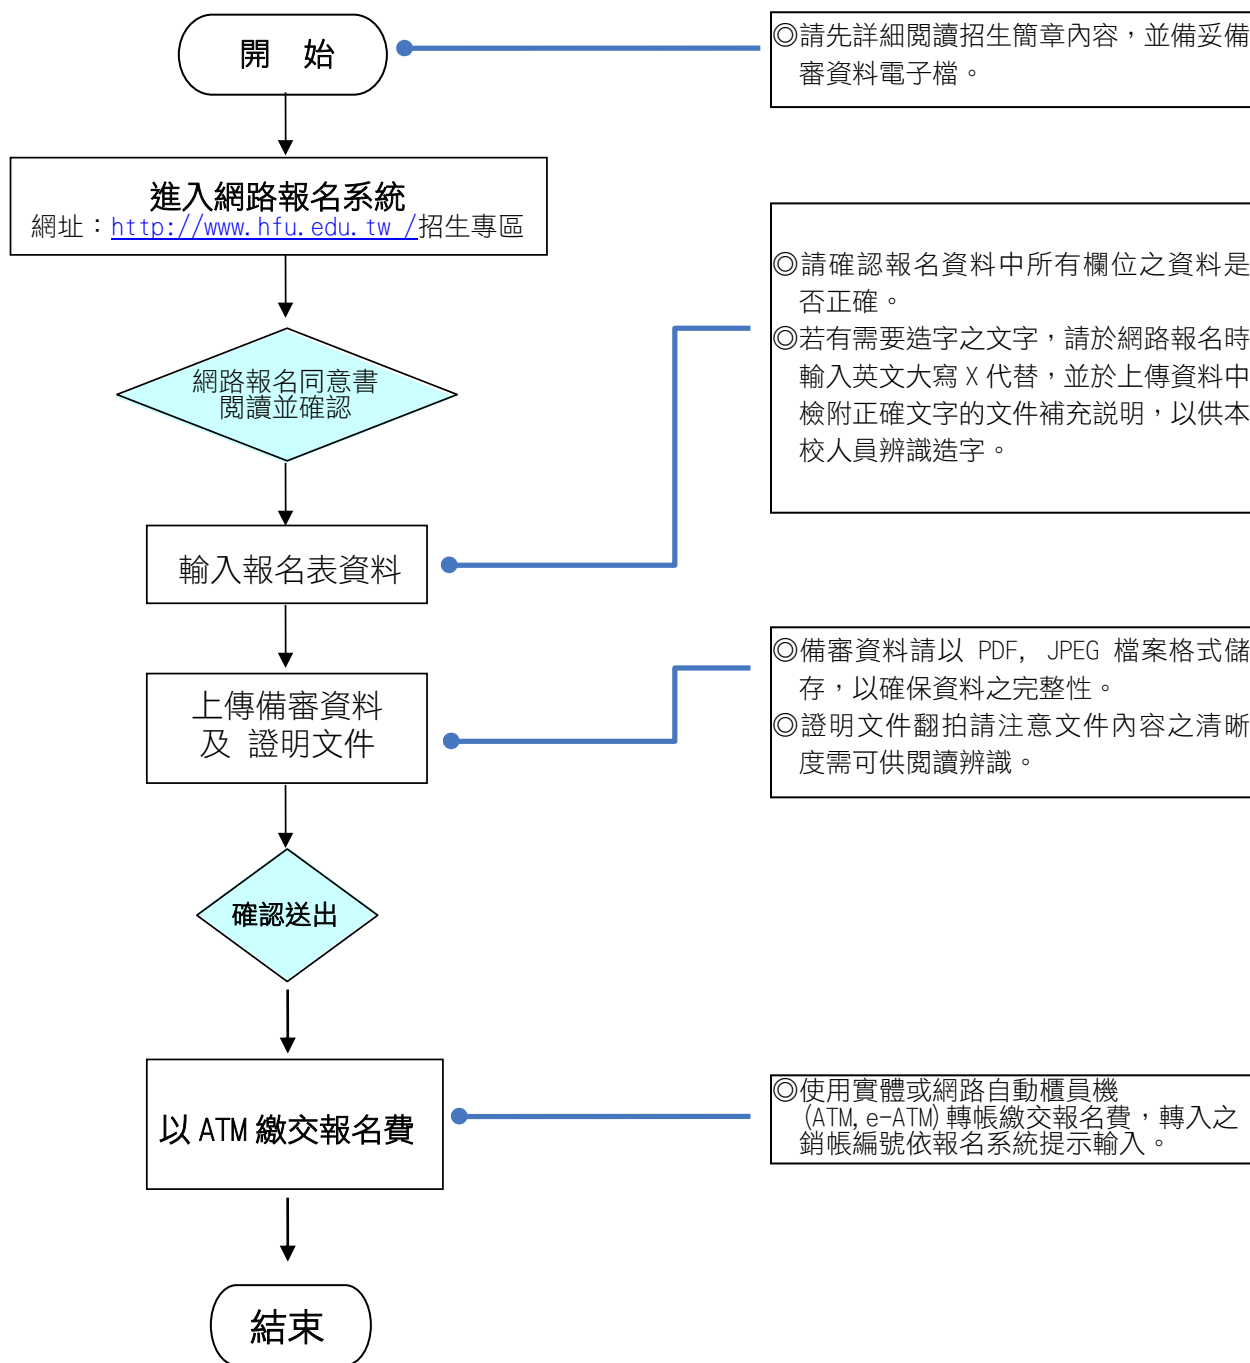 開 始
◎請先詳細閱讀招生簡章內容，並備妥備
審資料電子檔。
進入網路報名系統
網址：http://www.hfu.edu.tw /招生專區
◎請確認報名資料中所有欄位之資料是
否正確。
◎若有需要造字之文字，請於網路報名時
輸入英文大寫 X 代替，並於上傳資料中
檢附正確文字的文件補充說明，以供本
校人員辨識造字。
網路報名同意書
閱讀並確認
輸入報名表資料
◎備審資料請以 PDF, JPEG 檔案格式儲
存，以確保資料之完整性。
◎證明文件翻拍請注意文件內容之清晰
度需可供閱讀辨識。
上傳備審資料
及 證明文件
確認送出
以 ATM 繳交報名費
◎使用實體或網路自動櫃員機
(ATM,e-ATM)轉帳繳交報名費，轉入之
銷帳編號依報名系統提示輸入。
結束